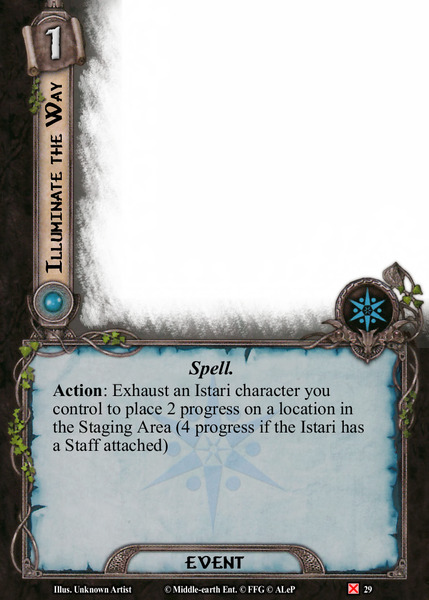 1
Illuminate the Way
Spell.
Action: Exhaust an Istari character you
control to place 2 progress on a location in
the Staging Area (4 progress if the Istari has
a Staff attached)
EVENT
Illus. Unknown Artist © Middle-earth Ent. © FFG © ALeP 29